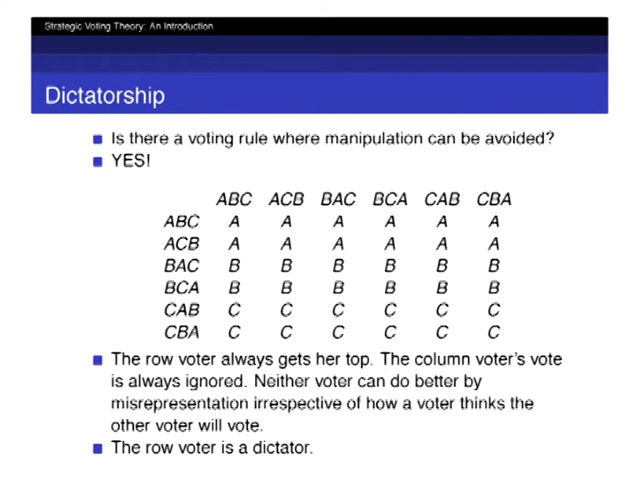 Strategic Voting Theory: An Introduction
Dictatorship
Is there a voting rule where manipulation can be avoided?
YES!
ABC ACB BAC BCA CAB CBA
ABC A A A A A A
ACB A A A A A A
BAC B B B B B B
BCA B B B B B B
CAB C C C C C C
CBA C C C C C C
The row voter always gets her top. The column voter's vote
is always ignored. Neither voter can do better by
misrepresentation irrespective of how a voter thinks the
other voter will vote.
The row voter is a dictator.